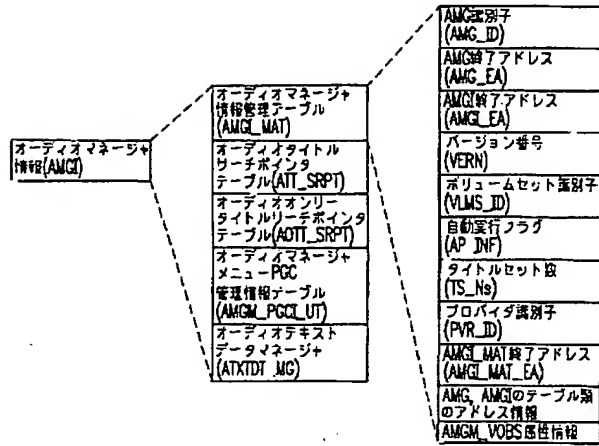 オーディオマネージャ
情報(AMGI)
オーディオマネージャ
情報管理テーブル
(AMGI_MAT)
オーディオタイトル
サーチポインタ
テーブル(ATT_SRPT)
オーディオオンリー
タイトルリーチポインタ
テーブル(AOTT_SRPT)
オーディオマネージャ
メニューPGC
管理情報テーブル
(AMGM_PGCI_UT)
オーディオテキスト
データマネージャ
(ATXTDT_MG)
AMG識別子
(AMG_ID)
AMG終了アドレス
(AMG_EA)
AMGI終了アドレス
(AMGI_EA)
バージョン番号
(VERN)
ボリュームセット識別子
(VLMS_ID)
自動実行フラグ
(AP_INF)
タイトルセット数
(TS_Ns)
プロバイダ識別子
(PVR_ID)
AMGI_MAT終了アドレス
(AMGI_MAT_EA)
AMG, AMGIのテーブル類
のアドレス情報
AMGM_VOBS属性情報